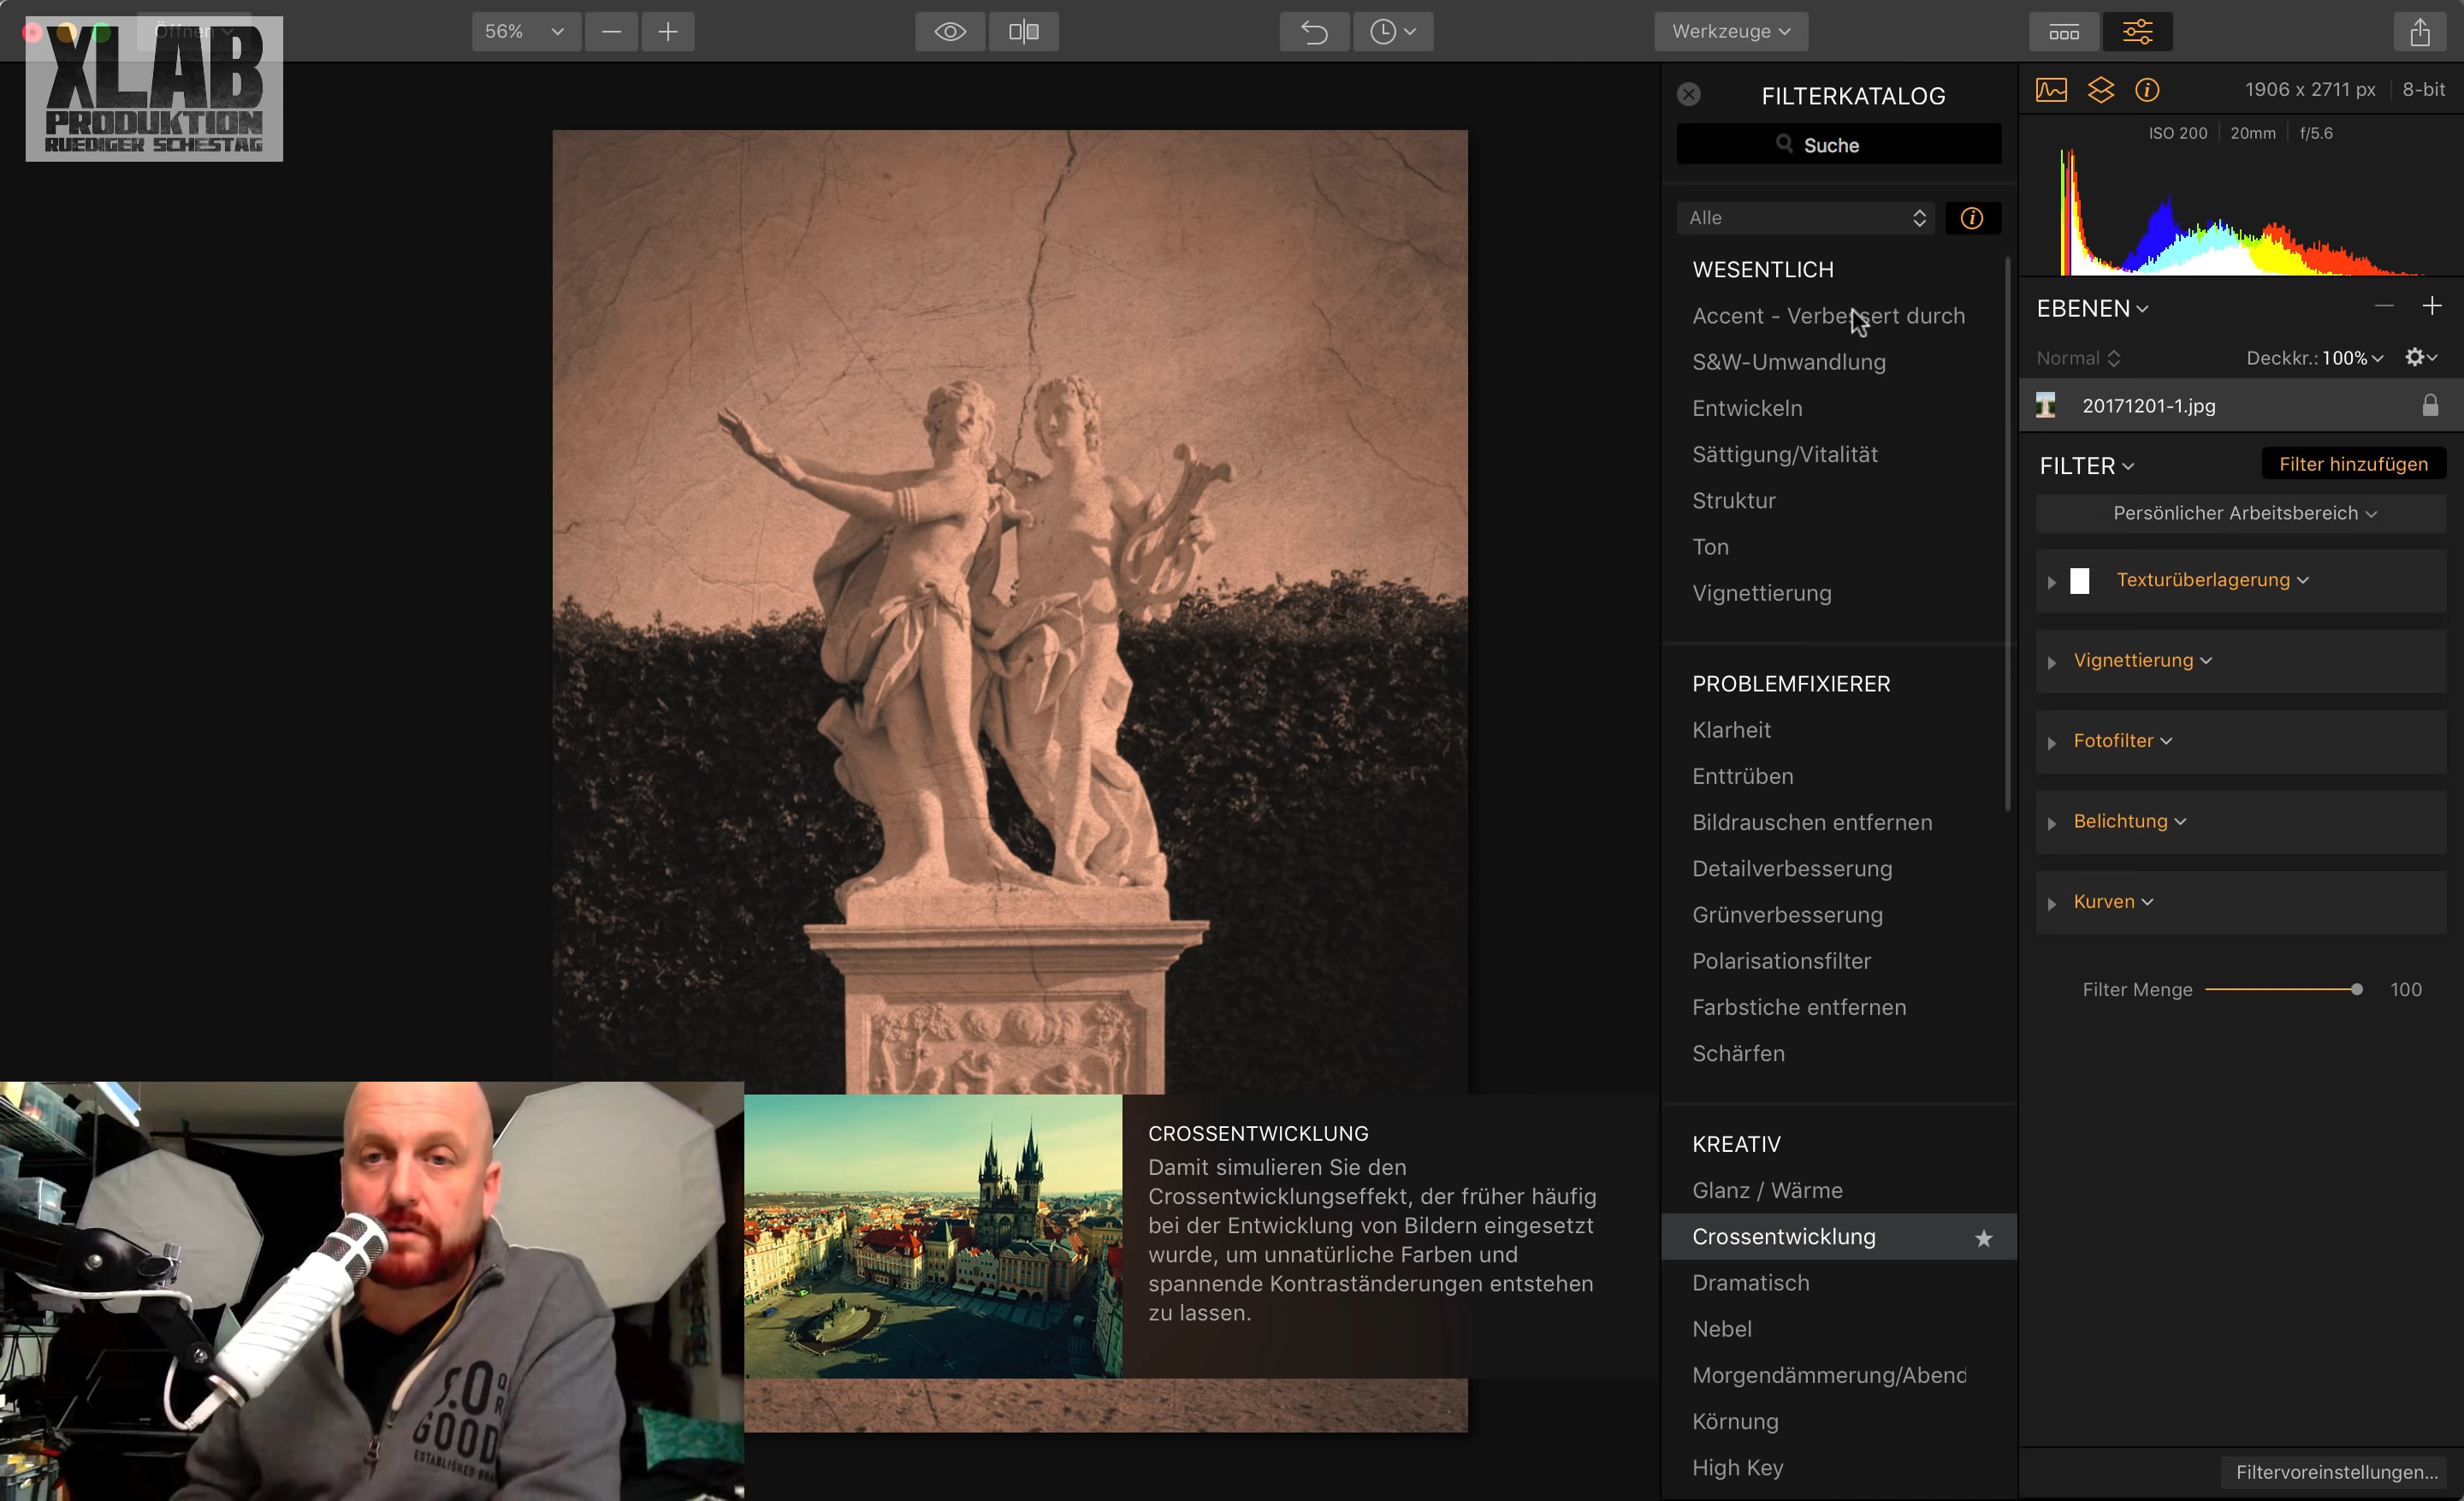 Öffnen
56%
Werkzeuge
XLAB
PRODUKTION
RUEDIGER SCHESTAG
FILTERKATALOG
Suche
Alle
WESENTLICH
Accent - Verbessert durch
S&W-Umwandlung
Entwickeln
Sättigung/Vitalität
Struktur
Ton
Vignettierung
PROBLEMFIXIERER
Klarheit
Enttrüben
Bildrauschen entfernen
Detailverbesserung
Grünverbesserung
Polarisationsfilter
Farbstiche entfernen
Schärfen
KREATIV
Glanz / Wärme
Crossentwicklung
Dramatisch
Nebel
Morgendämmerung/Abend
Körnung
High Key
1906 x 2711 px
8-bit
ISO 200
20mm
f/5.6
EBENEN
Normal
Deckkr.: 100%
20171201-1.jpg
FILTER
Filter hinzufügen
Persönlicher Arbeitsbereich
Texturüberlagerung
Vignettierung
Fotofilter
Belichtung
Kurven
Filter Menge
100
Filtervoreinstellungen...
CROSSENTWICKLUNG
Damit simulieren Sie den
Crossentwicklungseffekt, der früher häufig
bei der Entwicklung von Bildern eingesetzt
wurde, um unnatürliche Farben und
spannende Kontraständerungen entstehen
zu lassen.
GOOD